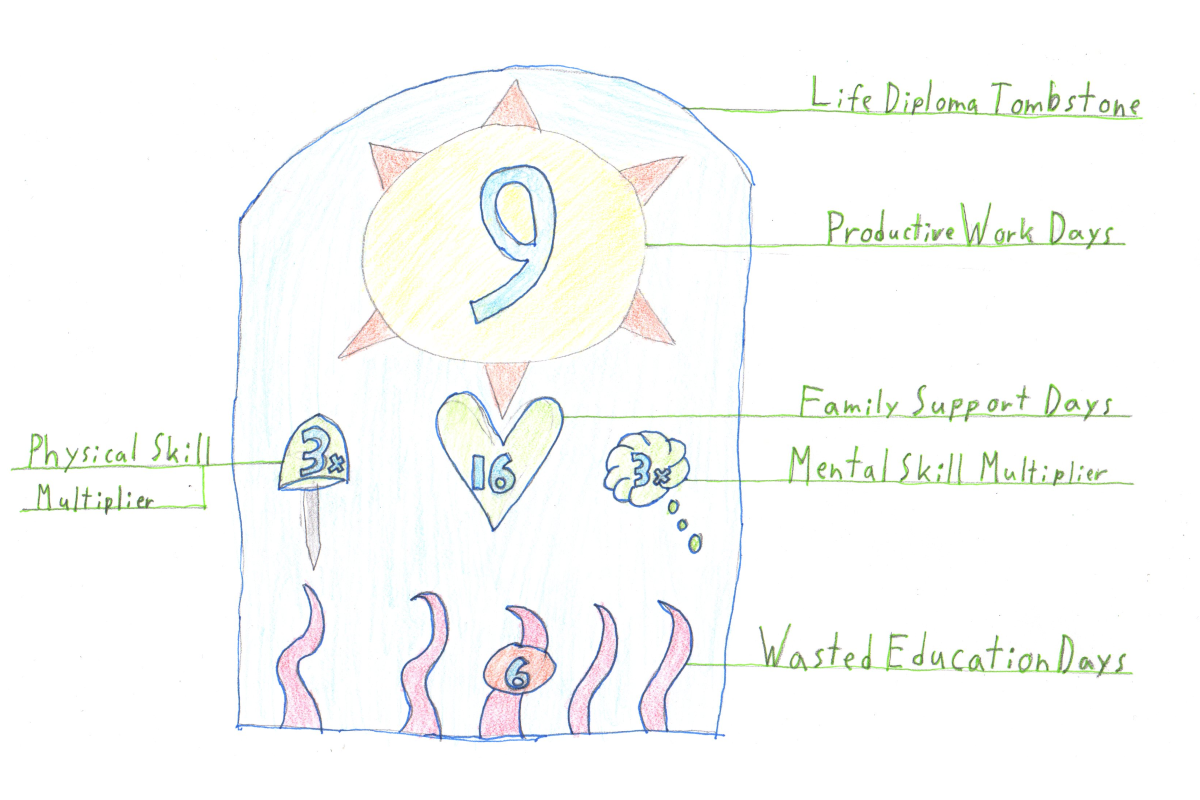 Life Diploma Tombstone
9
Productive Work Days
Family Support Days
Physical Skill
Multiplier
3x
16
3x
Mental Skill Multiplier
6
Wasted Education Days